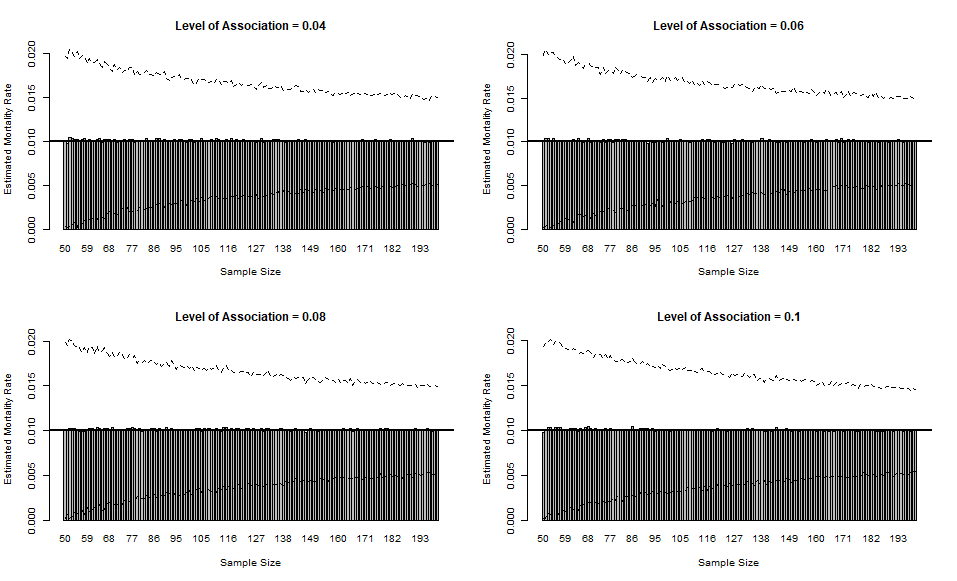 Level of Association = 0.04
Estimated Mortality Rate
0.000 0.005 0.010 0.015 0.020
50 59 68 77 86 95 105 116 127 138 149 160 171 182 193
Sample Size
Level of Association = 0.06
Estimated Mortality Rate
0.000 0.005 0.010 0.015 0.020
50 59 68 77 86 95 105 116 127 138 149 160 171 182 193
Sample Size
Level of Association = 0.08
Estimated Mortality Rate
0.000 0.005 0.010 0.015 0.020
50 59 68 77 86 95 105 116 127 138 149 160 171 182 193
Sample Size
Level of Association = 0.1
Estimated Mortality Rate
0.000 0.005 0.010 0.015 0.020
50 59 68 77 86 95 105 116 127 138 149 160 171 182 193
Sample Size